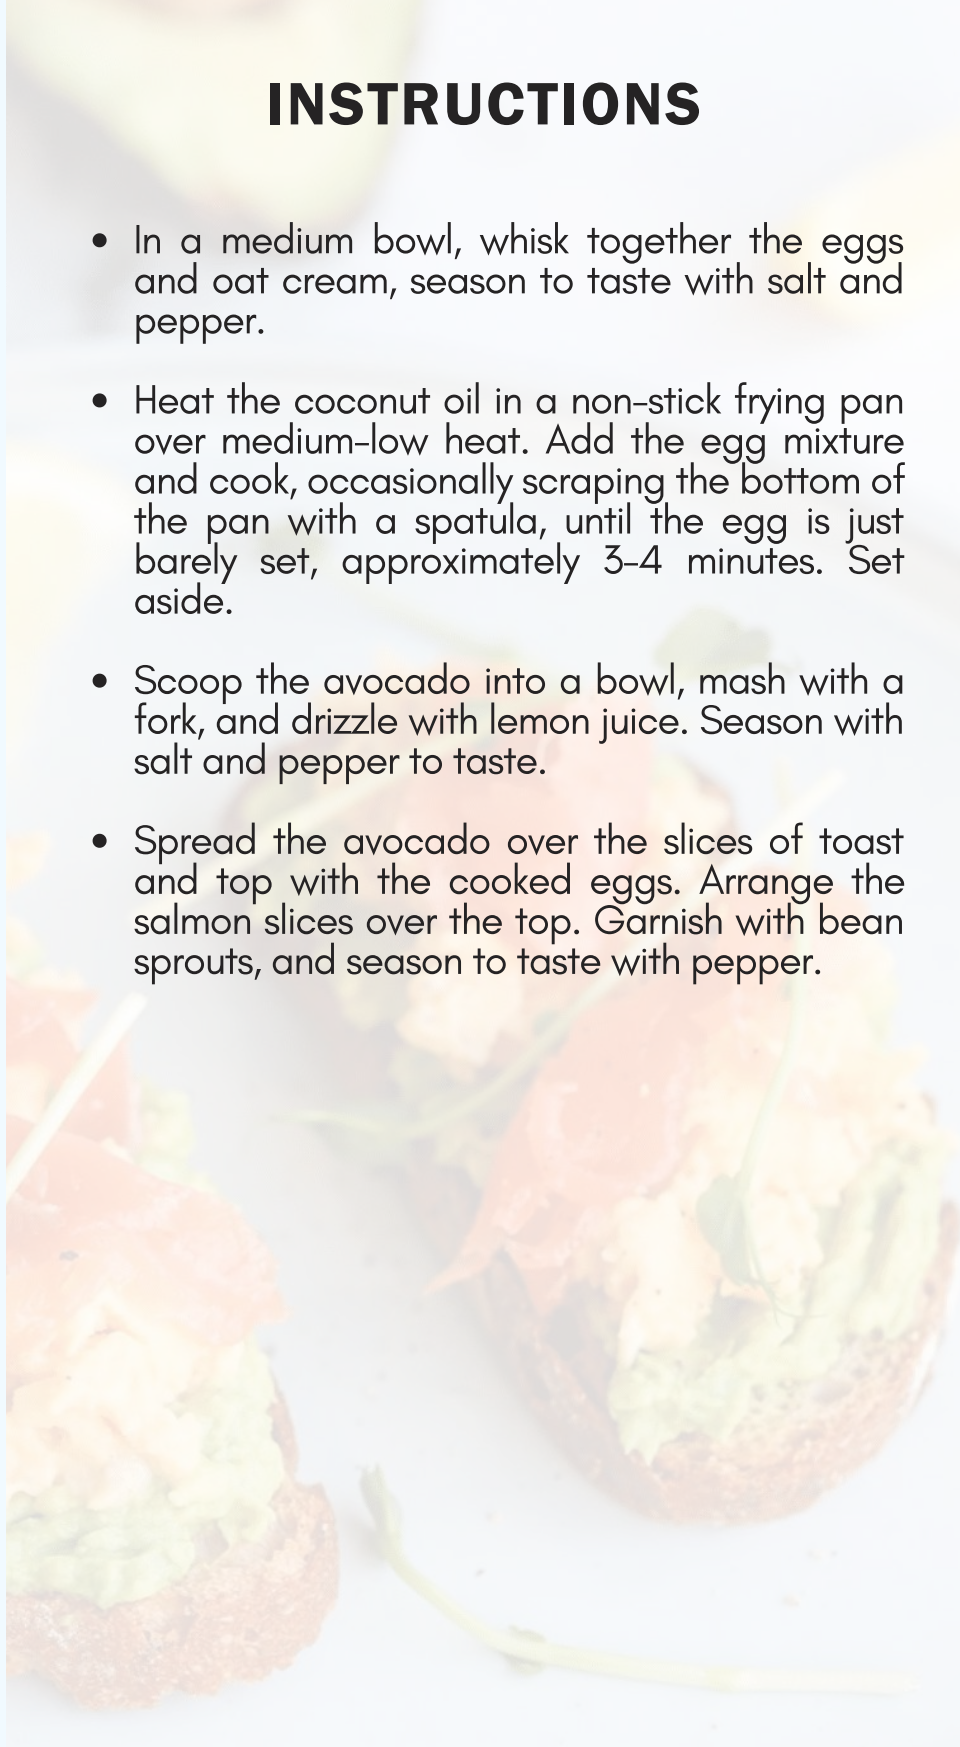 INSTRUCTIONS
• In a medium bowl, whisk together the eggs
and oat cream, season to taste with salt and
pepper.
• Heat the coconut oil in a non-stick frying pan
over medium-low heat. Add the egg mixture
and cook, occasionally scraping the bottom of
the pan with a spatula, until the egg is just
barely set, approximately 3-4 minutes. Set
aside.
• Scoop the avocado into a bowl, mash with a
fork, and drizzle with lemon juice. Season with
salt and pepper to taste.
• Spread the avocado over the slices of toast
and top with the cooked eggs. Arrange the
salmon slices over the top. Garnish with bean
sprouts, and season to taste with pepper.